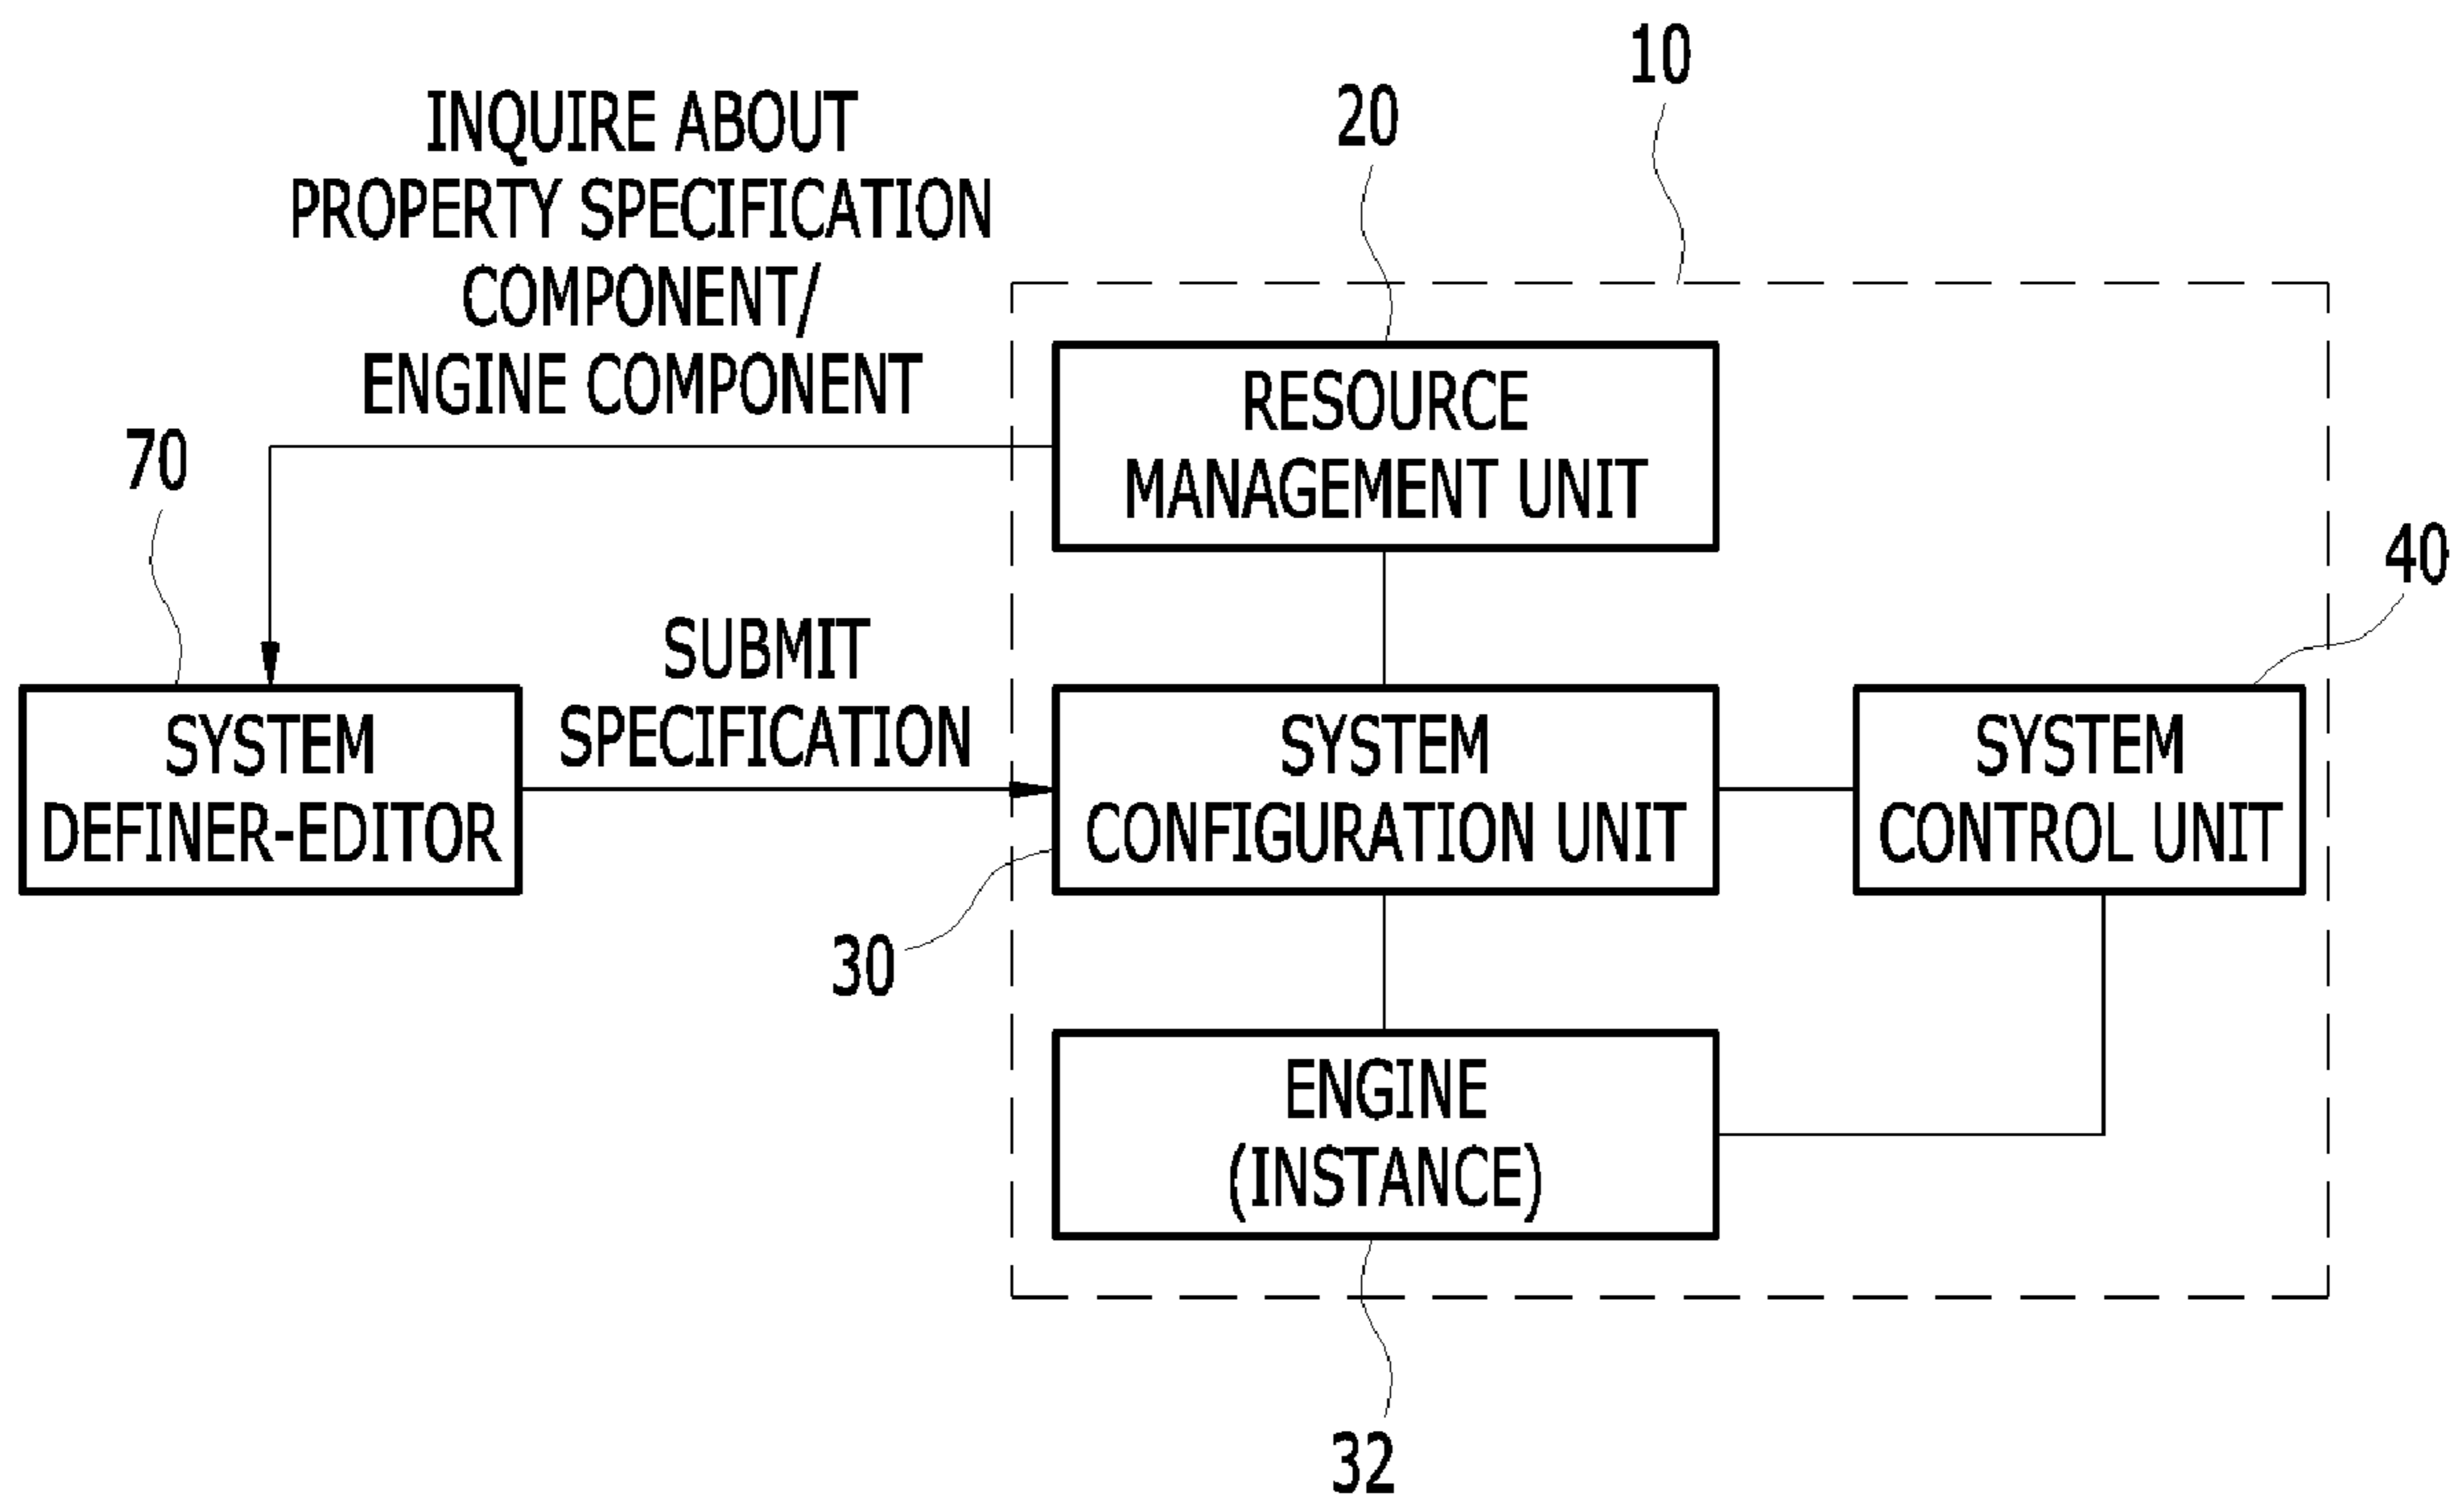 10
20
INQUIRE ABOUT
PROPERTY SPECIFICATION
COMPONENT/
ENGINE COMPONENT
RESOURCE
MANAGEMENT UNIT
70
40
SUBMIT
SPECIFICATION
SYSTEM
DEFINER-EDITOR
SYSTEM
CONFIGURATION UNIT
SYSTEM
CONTROL UNIT
30
ENGINE
(INSTANCE)
32